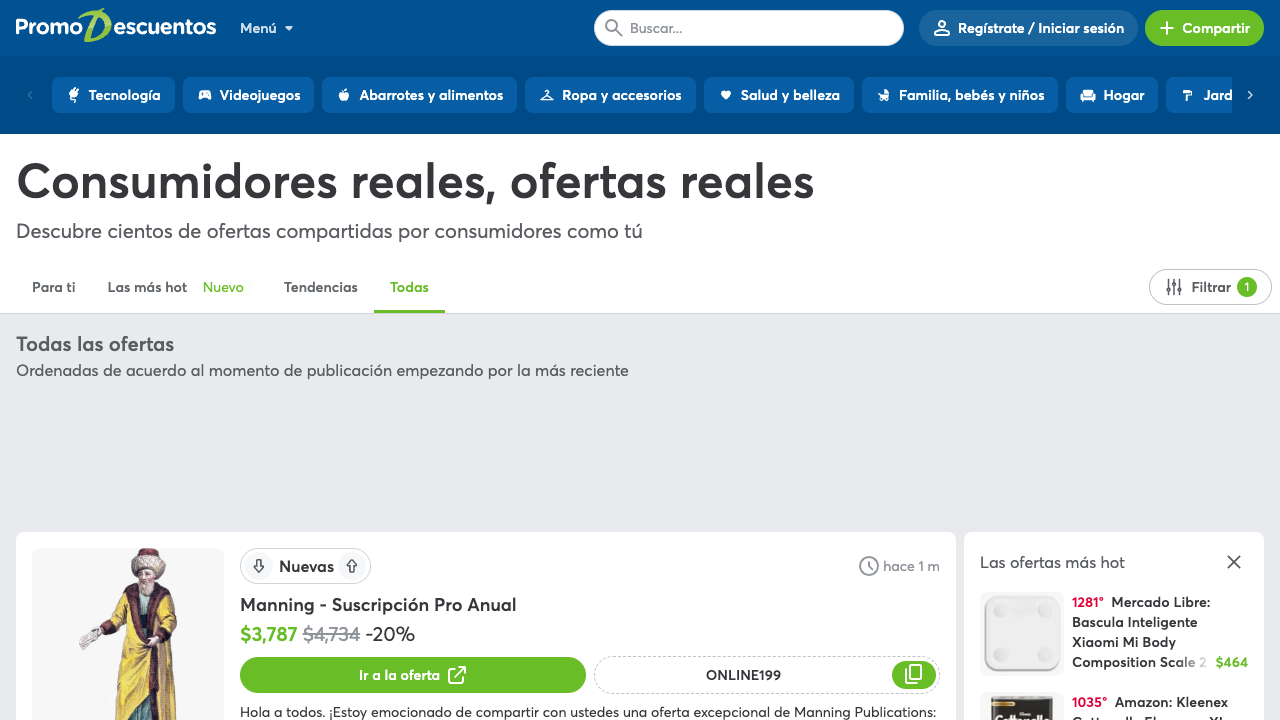 PromoDescuentos
Menú
Buscar...
Regístrate / Iniciar sesión
Compartir
Tecnología
Videojuegos
Abarrotes y alimentos
Ropa y accesorios
Salud y belleza
Familia, bebés y niños
Hogar
Jard
Consumidores reales, ofertas reales
Descubre cientos de ofertas compartidas por consumidores como tú
Para ti
Las más hot
Nuevo
Tendencias
Todas
Filtrar
1
Todas las ofertas
Ordenadas de acuerdo al momento de publicación empezando por la más reciente
Nuevas
hace 1 m
Manning - Suscripción Pro Anual
$3,787 $4,734 -20%
Ir a la oferta
ONLINE199
Hola a todos. ¡Estoy emocionado de compartir con ustedes una oferta excepcional de Manning Publications:
Las ofertas más hot
1281° Mercado Libre:
Bascula Inteligente
Xiaomi Mi Body
Composition Scale 2 $464
1035° Amazon: Kleenex